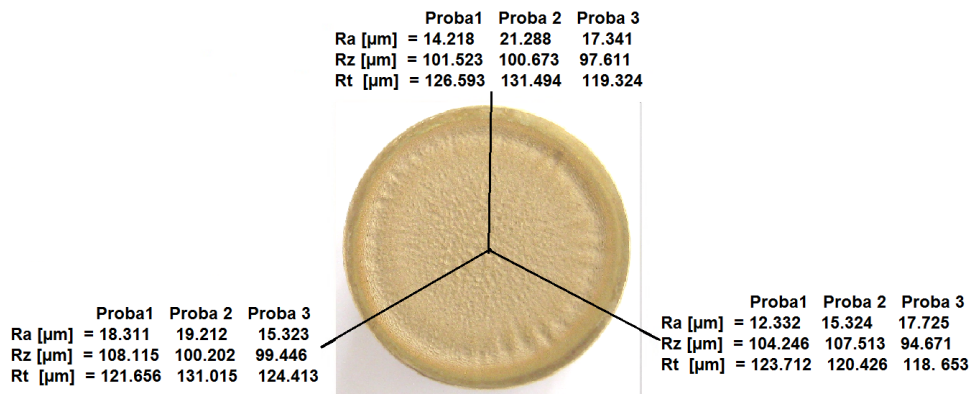 Proba1 Proba 2 Proba 3
Ra [µm] = 14.218 21.288 17.341
Rz [µm] = 101.523 100.673 97.611
Rt [µm] = 126.593 131.494 119.324
Proba1 Proba 2 Proba 3
Ra [µm] = 18.311 19.212 15.323
Rz [µm] = 108.115 100.202 99.446
Rt [µm] = 121.656 131.015 124.413
Proba1 Proba 2 Proba 3
Ra [µm] = 12.332 15.324 17.725
Rz [µm] = 104.246 107.513 94.671
Rt [µm] = 123.712 120.426 118. 653